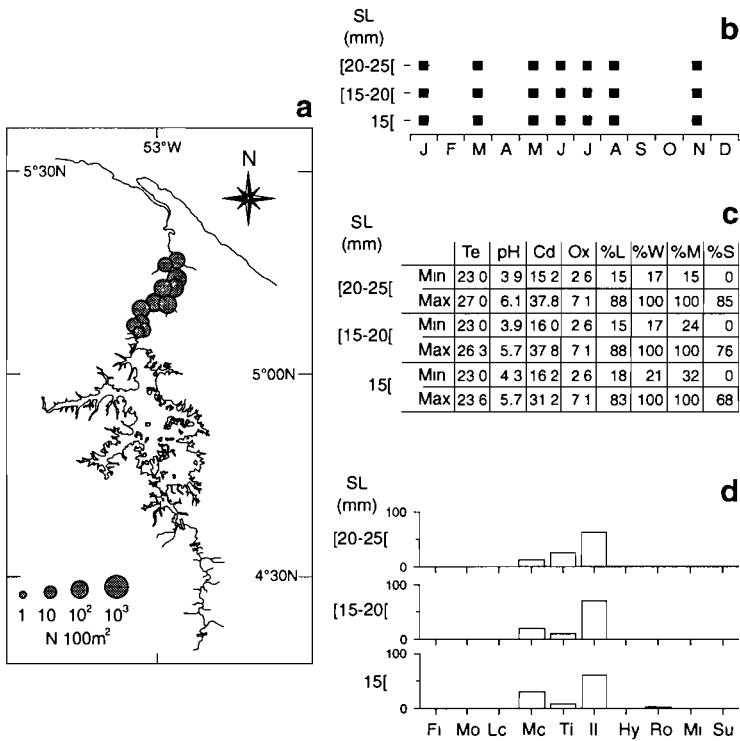 a
53°W
N
5°30N
5°00N
4°30N
1 10 10² 10³
N 100m²
b
SL
(mm)
[20-25[
[15-20[
15[
J F M A M J J A S O N D
c
SL
(mm)
Te pH Cd Ox %L %W %M %S
[20-25[
Min 23 0 3 9 15 2 2 6 15 17 15 0
Max 27 0 6.1 37.8 7 1 88 100 100 85
[15-20[
Min 23 0 3.9 16 0 2 6 15 17 24 0
Max 26 3 5.7 37 8 7 1 88 100 100 76
15[
Min 23 0 4 3 16 2 2 6 18 21 32 0
Max 23 6 5.7 31 2 7 1 83 100 100 68
d
SL
(mm)
[20-25[
100
0
[15-20[
100
0
15[
100
0
Fi Mo Lc Mc Ti Il Hy Ro Mi Su